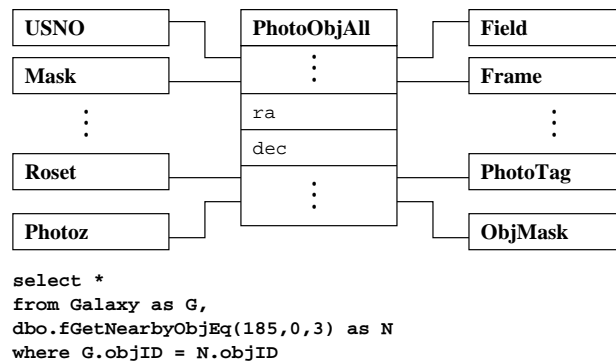 USNO
PhotoObjAll
Field
Mask
Frame
ra
dec
Roset
PhotoTag
Photoz
ObjMask
select *
from Galaxy as G,
dbo.fGetNearbyObjEq(185,0,3) as N
where G.objID = N.objID